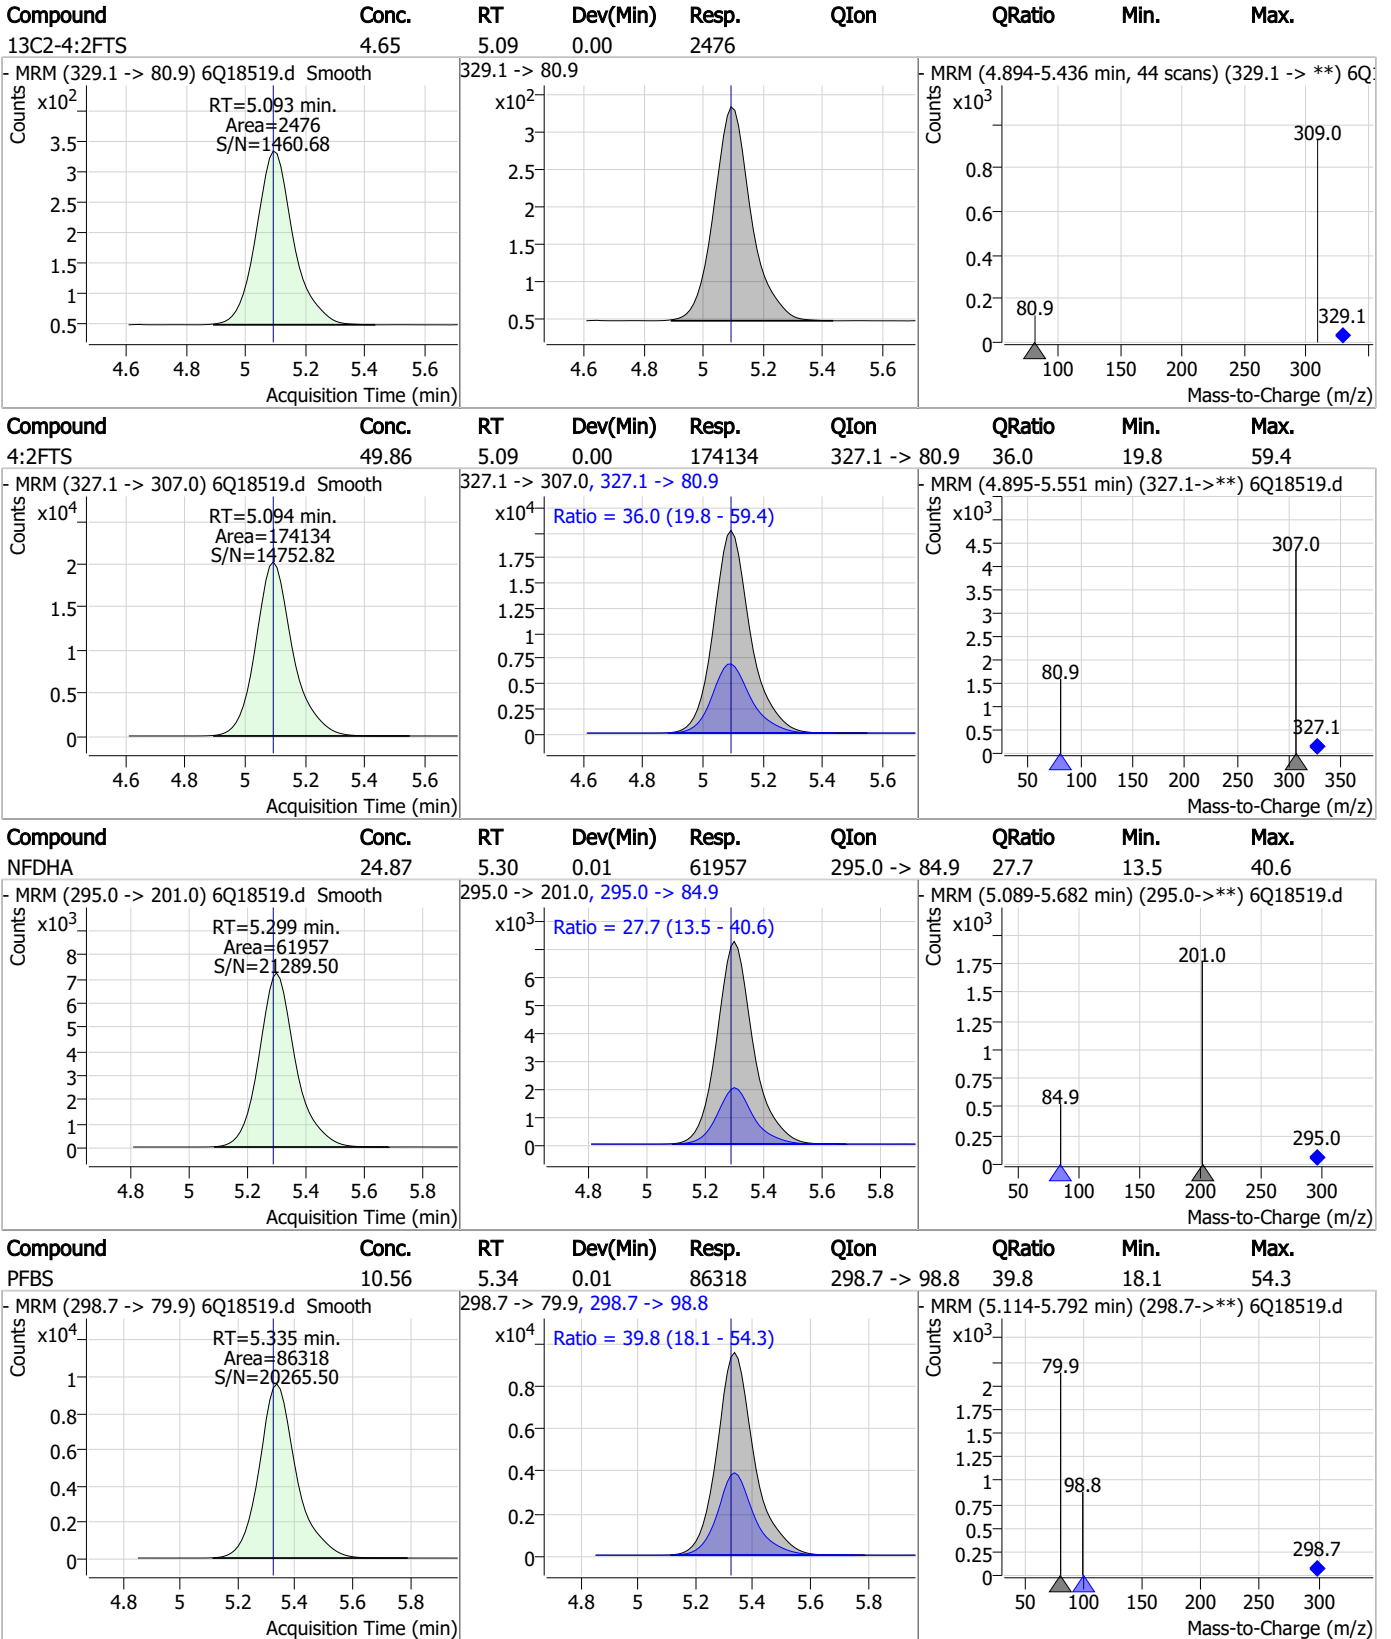 Compound Conc. RT Dev(Min) Resp. QIon QRatio Min. Max.
13C2-4:2FTS 4.65 5.09 0.00 2476
- MRM (329.1 -> 80.9) 6Q18519.d Smooth
Counts
x10²
RT=5.093 min.
Area=2476
S/N=1460.68
3.5
3
2.5
2
1.5
1
0.5
4.6 4.8 5 5.2 5.4 5.6
Acquisition Time (min)
329.1 -> 80.9
x10²
3
2.5
2
1.5
1
0.5
4.6 4.8 5 5.2 5.4 5.6
- MRM (4.894-5.436 min, 44 scans) (329.1 -> **) 6Q
Counts
x10³
309.0
0.8
0.6
0.4
0.2
0
80.9
329.1
100 150 200 250 300
Mass-to-Charge (m/z)
Compound Conc. RT Dev(Min) Resp. QIon QRatio Min. Max.
4:2FTS 49.86 5.09 0.00 174134 327.1 -> 80.9 36.0 19.8 59.4
- MRM (327.1 -> 307.0) 6Q18519.d Smooth
Counts
x10⁴
RT=5.094 min.
Area=174134
S/N=14752.82
2
1.5
1
0.5
0
4.6 4.8 5 5.2 5.4 5.6
Acquisition Time (min)
327.1 -> 307.0, 327.1 -> 80.9
x10⁴
Ratio = 36.0 (19.8 - 59.4)
1.75
1.5
1.25
1
0.75
0.5
0.25
0
4.6 4.8 5 5.2 5.4 5.6
- MRM (4.895-5.551 min) (327.1->**) 6Q18519.d
Counts
x10³
307.0
4.5
4
3.5
3
2.5
2
1.5
1
0.5
0
80.9
327.1
50 100 150 200 250 300 350
Mass-to-Charge (m/z)
Compound Conc. RT Dev(Min) Resp. QIon QRatio Min. Max.
NFDHA 24.87 5.30 0.01 61957 295.0 -> 84.9 27.7 13.5 40.6
- MRM (295.0 -> 201.0) 6Q18519.d Smooth
Counts
x10³
RT=5.299 min.
Area=61957
S/N=21289.50
8
7
6
5
4
3
2
1
0
4.8 5 5.2 5.4 5.6 5.8
Acquisition Time (min)
295.0 -> 201.0, 295.0 -> 84.9
x10³
Ratio = 27.7 (13.5 - 40.6)
6
5
4
3
2
1
0
4.8 5 5.2 5.4 5.6 5.8
- MRM (5.089-5.682 min) (295.0->**) 6Q18519.d
Counts
x10³
201.0
1.75
1.5
1.25
1
0.75
0.5
0.25
0
84.9
295.0
50 100 150 200 250 300
Mass-to-Charge (m/z)
Compound Conc. RT Dev(Min) Resp. QIon QRatio Min. Max.
PFBS 10.56 5.34 0.01 86318 298.7 -> 98.8 39.8 18.1 54.3
- MRM (298.7 -> 79.9) 6Q18519.d Smooth
Counts
x10⁴
RT=5.335 min.
Area=86318
S/N=20265.50
1
0.8
0.6
0.4
0.2
0
4.8 5 5.2 5.4 5.6 5.8
Acquisition Time (min)
298.7 -> 79.9, 298.7 -> 98.8
x10⁴
Ratio = 39.8 (18.1 - 54.3)
0.8
0.6
0.4
0.2
0
4.8 5 5.2 5.4 5.6 5.8
- MRM (5.114-5.792 min) (298.7->**) 6Q18519.d
Counts
x10³
79.9
2
1.75
1.5
1.25
1
0.75
0.5
0.25
0
98.8
298.7
50 100 150 200 250 300
Mass-to-Charge (m/z)